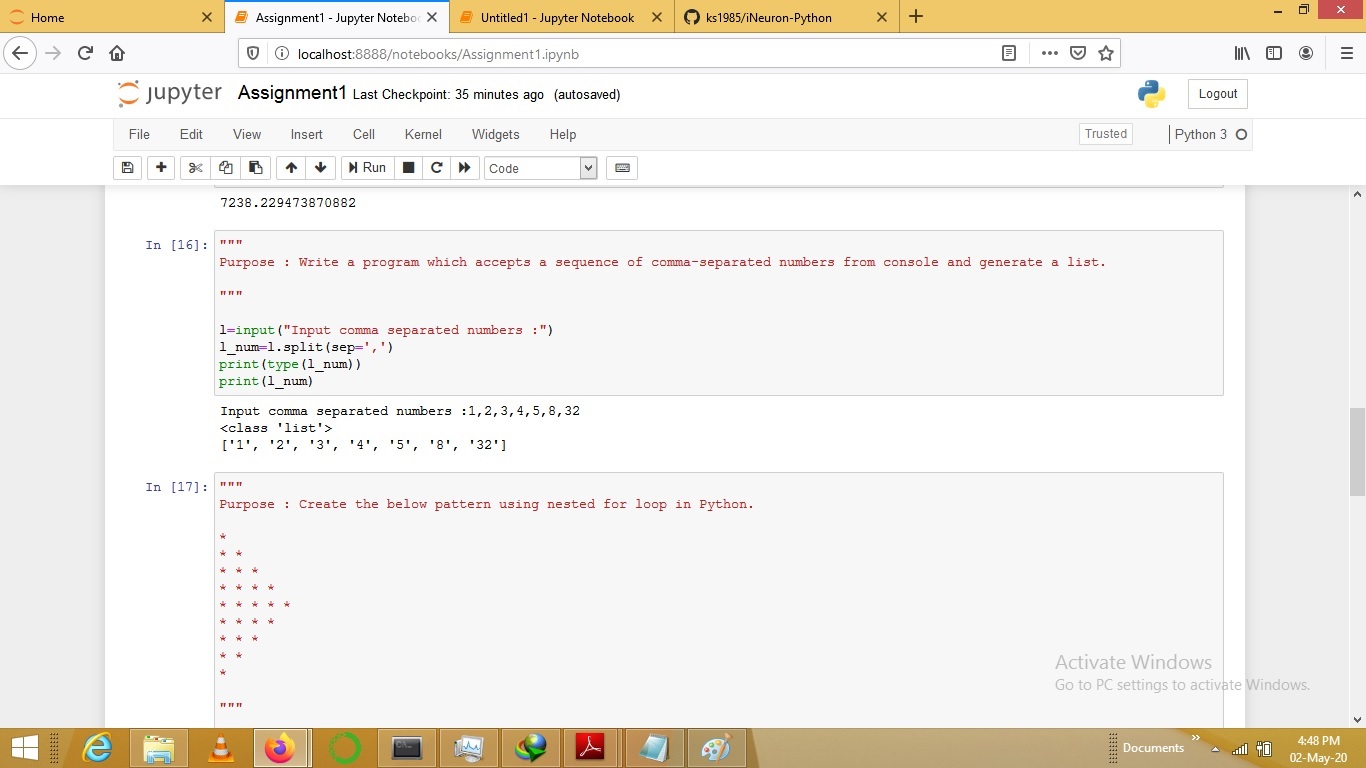 Home
Assignment1 - Jupyter Noteboo
Untitled1 - Jupyter Notebook
ks1985/iNeuron-Python
localhost:8888/notebooks/Assignment1.ipynb
jupyter Assignment1 Last Checkpoint: 35 minutes ago (autosaved)
Logout
File Edit View Insert Cell Kernel Widgets Help
Trusted
Python 3
Run
Code
7238.229473870882
In [16]: """
Purpose : Write a program which accepts a sequence of comma-separated numbers from console and generate a list.
"""
l=input("Input comma separated numbers :")
l_num=l.split(sep=',')
print(type(l_num))
print(l_num)
Input comma separated numbers :1,2,3,4,5,8,32
<class 'list'>
['1', '2', '3', '4', '5', '8', '32']
In [17]: """
Purpose : Create the below pattern using nested for loop in Python.
*
* *
* * *
* * * *
* * * * *
* * * *
* * *
* *
*
"""
Activate Windows
Go to PC settings to activate Windows.
Documents
4:48 PM
02-May-20